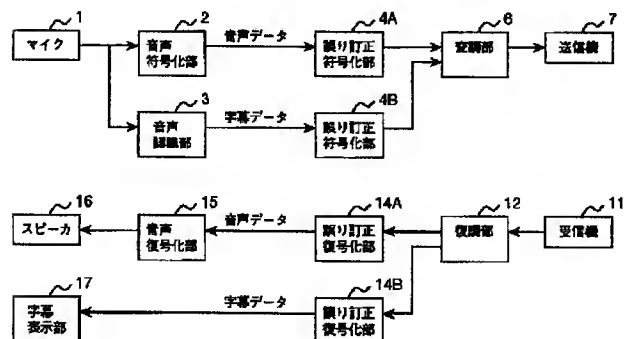 1
マイク
2
音声
符号化部
音声データ
4A
誤り訂正
符号化部
6
変調部
7
送信機
3
音声
認識部
字幕データ
4B
誤り訂正
符号化部
16
スピーカ
15
音声
復号化部
音声データ
14A
誤り訂正
復号化部
12
復調部
11
受信機
17
字幕
表示部
字幕データ
14B
誤り訂正
復号化部